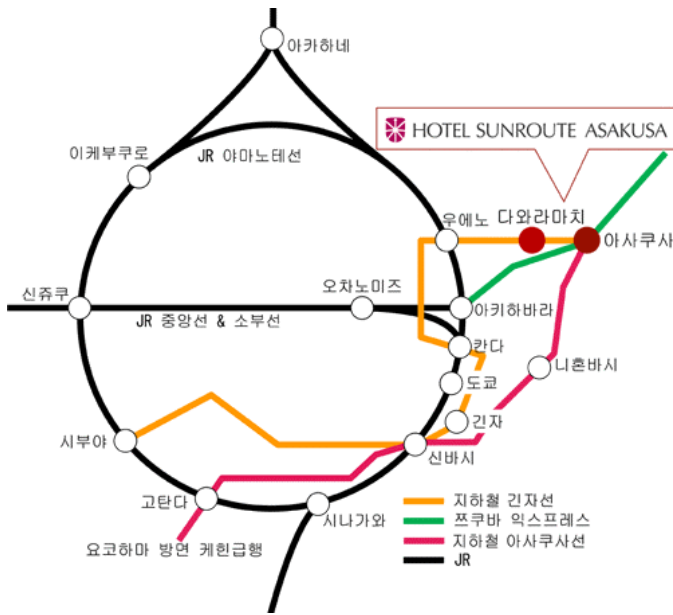 아카하네
HOTEL SUNROUTE ASAKUSA
이케부쿠로
JR 야마노테선
우에노
다와라마치
아사쿠사
신쥬쿠
오차노미즈
아키하바라
JR 중앙선 & 소부선
칸다
니혼바시
도쿄
긴자
시부야
신바시
고탄다
시나가와
지하철 긴자선
쯔쿠바 익스프레스
지하철 아사쿠사선
JR
요코하마 방면 케힌급행